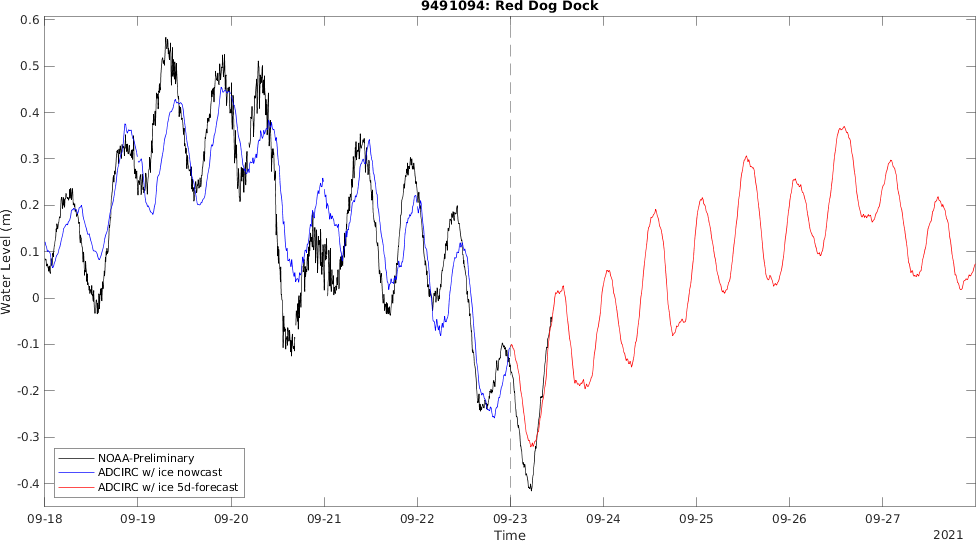 9491094: Red Dog Dock
0.6
0.5
0.4
0.3
0.2
0.1
0
-0.1
-0.2
-0.3
-0.4
Water Level (m)
NOAA-Preliminary
ADCIRC w/ ice nowcast
ADCIRC w/ ice 5d-forecast
09-18 09-19 09-20 09-21 09-22 09-23 09-24 09-25 09-26 09-27
Time
2021